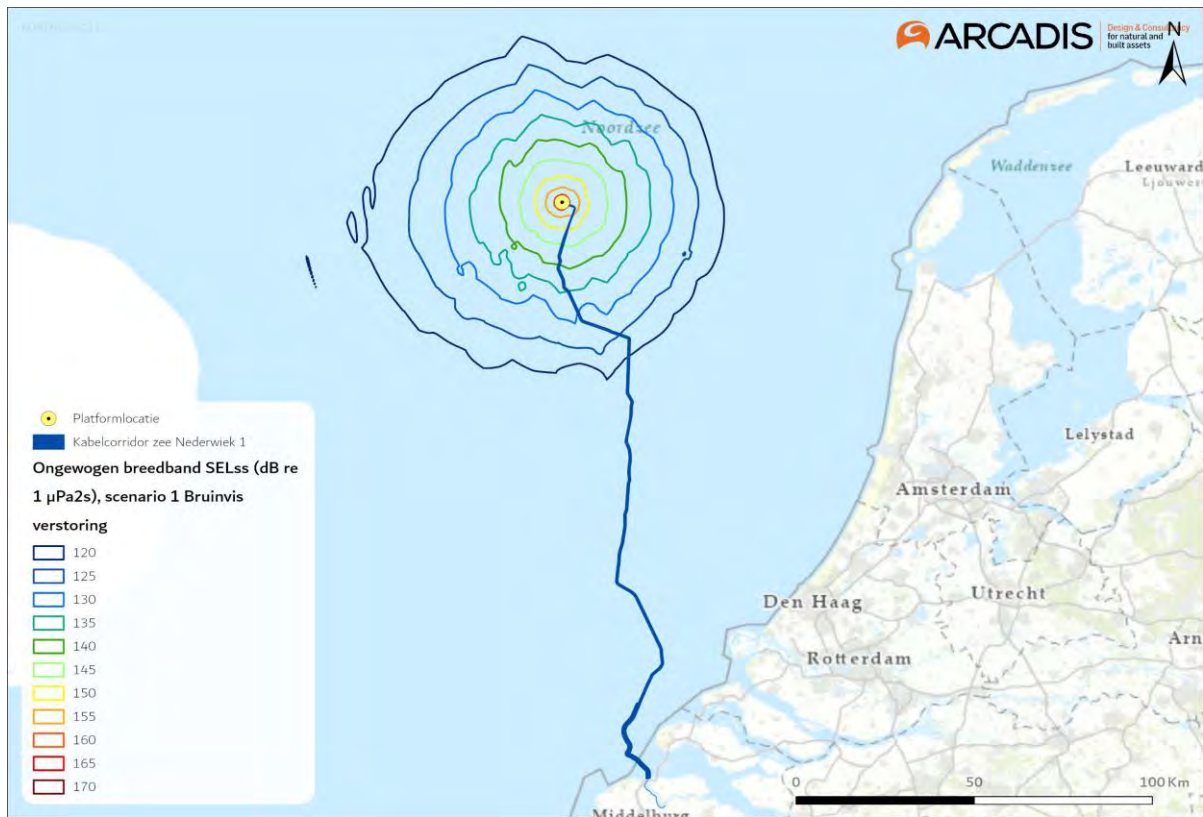 ARCADIS
Design & Consultancy
for natural and
built assets
N
Noordzee
Waddenzee
Leeuward
Ljouwer
Platformlocatie
Kabelcorridor zee Nederwiek 1
Ongewogen breedband SELss (dB re
1 µPa2s), scenario 1 Bruinvis
verstoring
120
125
130
135
140
145
150
155
160
165
170
Lelystad
Amsterdam
Den Haag
Utrecht
Arn
Rotterdam
Middelburg
0
50
100 Km